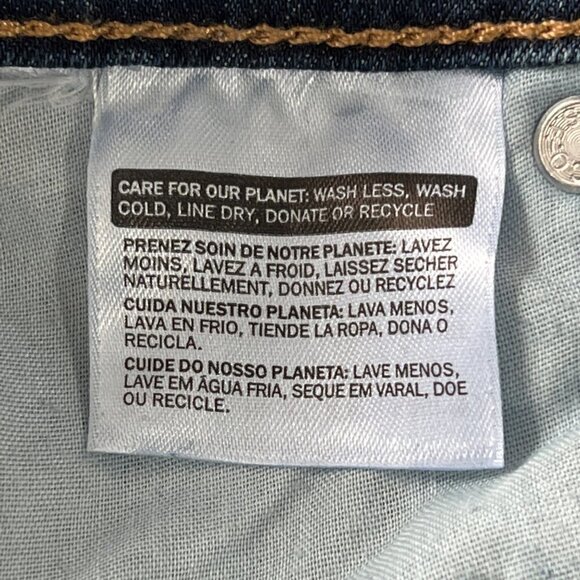 CARE FOR OUR PLANET: WASH LESS, WASH
COLD, LINE DRY, DONATE OR RECYCLE
PRENEZ SOIN DE NOTRE PLANETE: LAVEZ
MOINS, LAVEZ A FROID, LAISSEZ SECHER
NATURELLEMENT, DONNEZ OU RECYCLEZ
CUIDA NUESTRO PLANETA: LAVA MENOS,
LAVA EN FRIO, TIENDE LA ROPA, DONA O
RECICLA.
CUIDE DO NOSSO PLANETA: LAVE MENOS,
LAVE EM ÁGUA FRIA, SEQUE EM VARAL, DOE
OU RECICLE.